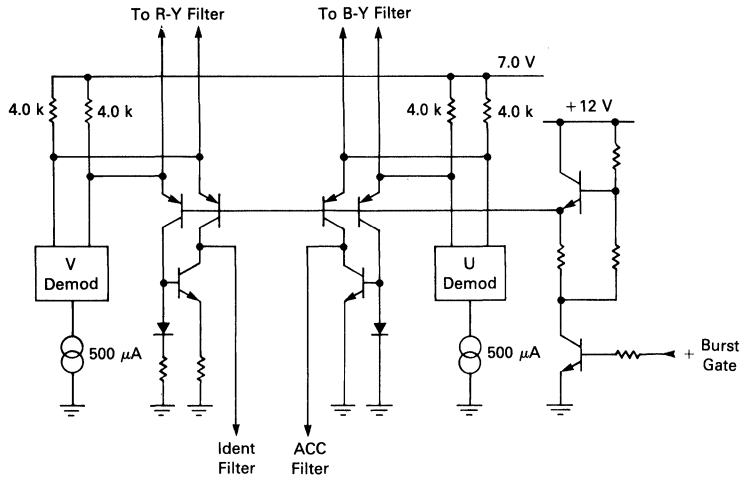 To R-Y Filter
To B-Y Filter
7.0 V
4.0 k
4.0 k
4.0 k
4.0 k
+12 V
V
Demod
U
Demod
500 μA
500 μA
+ Burst
Gate
Ident
Filter
ACC
Filter